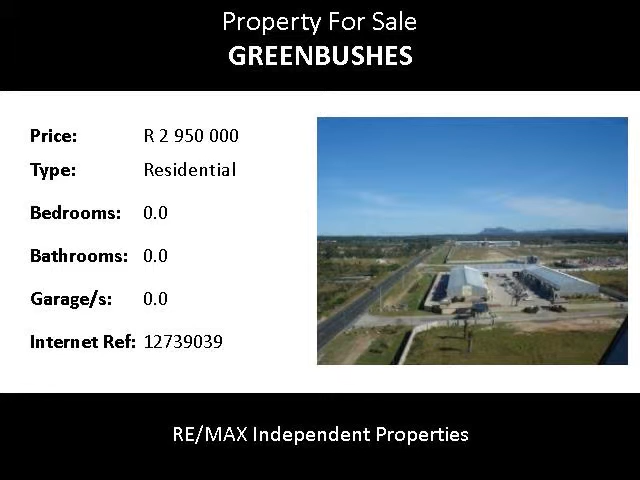 Property For Sale
GREENBUSHES
Price: R 2 950 000
Type: Residential
Bedrooms: 0.0
Bathrooms: 0.0
Garage/s: 0.0
Internet Ref: 12739039
RE/MAX Independent Properties